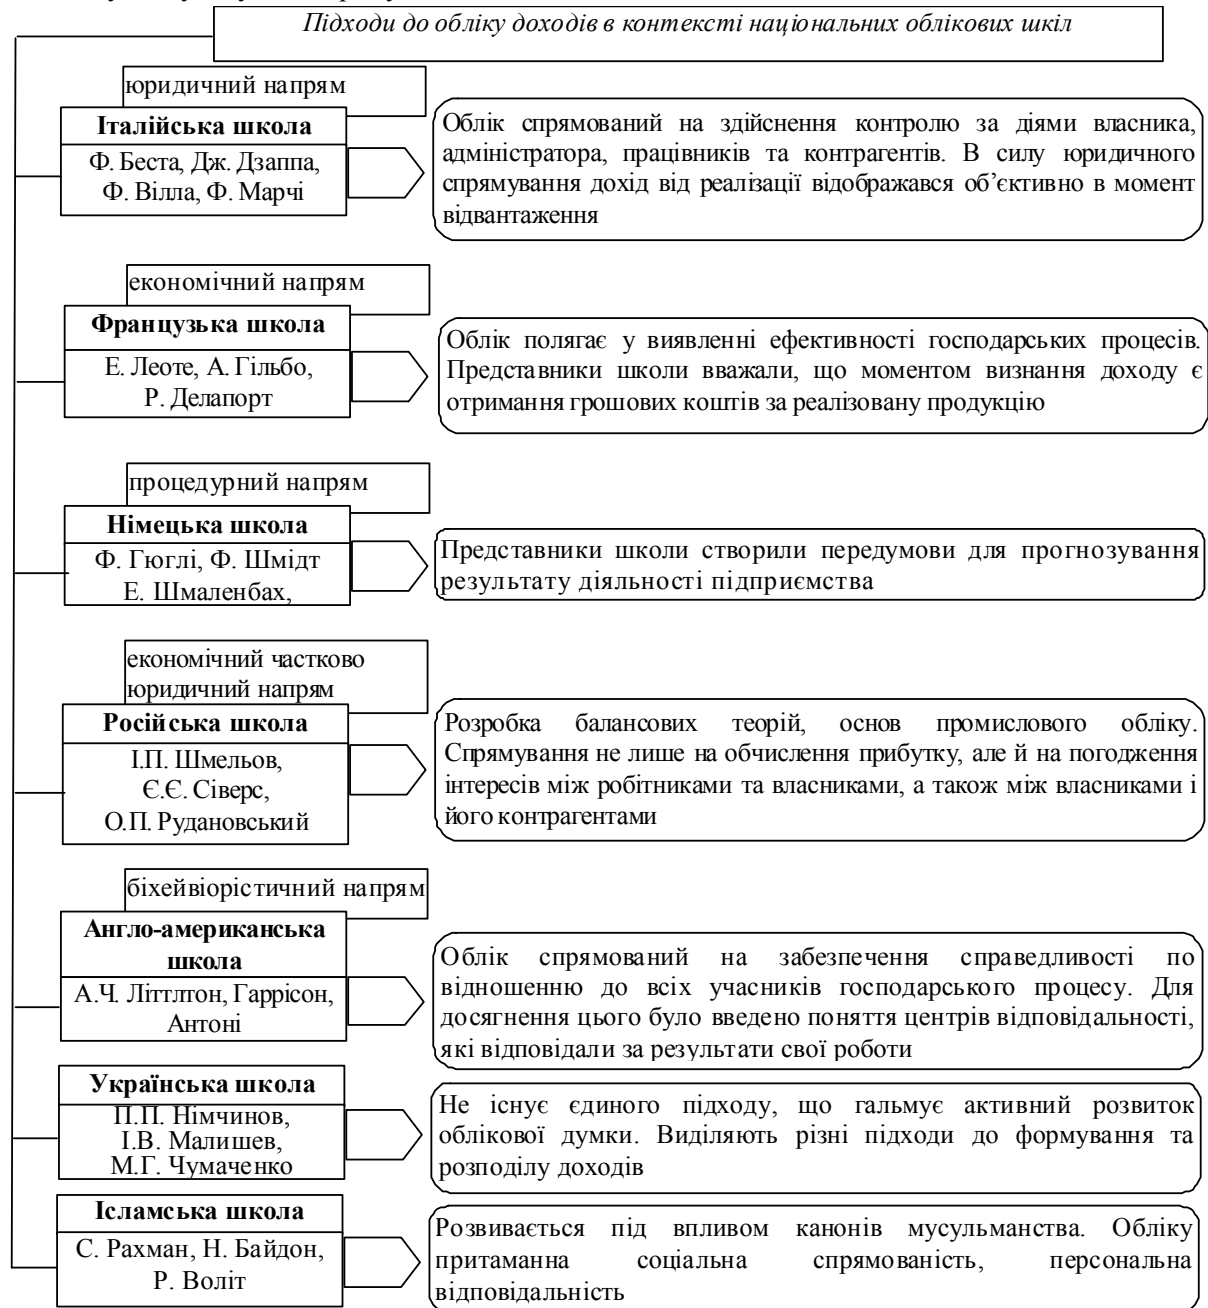 Підходи до обліку доходів в контексті національних облікових шкіл
юридичний напрям
Італійська школа
Ф. Беста, Дж. Дзаппа,
Ф. Вілла, Ф. Марчі
Облік спрямований на здійснення контролю за діями власника,
адміністратора, працівників та контрагентів. В силу юридичного
спрямування дохід від реалізації відображався об’єктивно в момент
відвантаження
економічний напрям
Французька школа
Е. Леоте, А. Гільбо,
Р. Делапорт
Облік полягає у виявленні ефективності господарських процесів.
Представники школи вважали, що моментом визнання доходу є
отримання грошових коштів за реалізовану продукцію
процедурний напрям
Німецька школа
Ф. Гюглі, Ф. Шмідт
Е. Шмаленбах,
Представники школи створили передумови для прогнозування
результату діяльності підприємства
економічний частково
юридичний напрям
Російська школа
І.П. Шмельов,
Є.Є. Сіверс,
О.П. Рудановський
Розробка балансових теорій, основ промислового обліку.
Спрямування не лише на обчислення прибутку, але й на погодження
інтересів між робітниками та власниками, а також між власниками і
його контрагентами
біхейвіорістичний напрям
Англо-американська
школа
А.Ч. Літтлтон, Гаррісон,
Антоні
Облік спрямований на забезпечення справедливості по
відношенню до всіх учасників господарського процесу. Для
досягнення цього було введено поняття центрів відповідальності,
які відповідали за результати свої роботи
Українська школа
П.П. Німчинов,
І.В. Малишев,
М.Г. Чумаченко
Не існує єдиного підходу, що гальмує активний розвиток
облікової думки. Виділяють різні підходи до формування та
розподілу доходів
Ісламська школа
С. Рахман, Н. Байдон,
Р. Воліт
Розвивається під впливом канонів мусульманства. Обліку
притаманна соціальна спрямованість, персональна
відповідальність